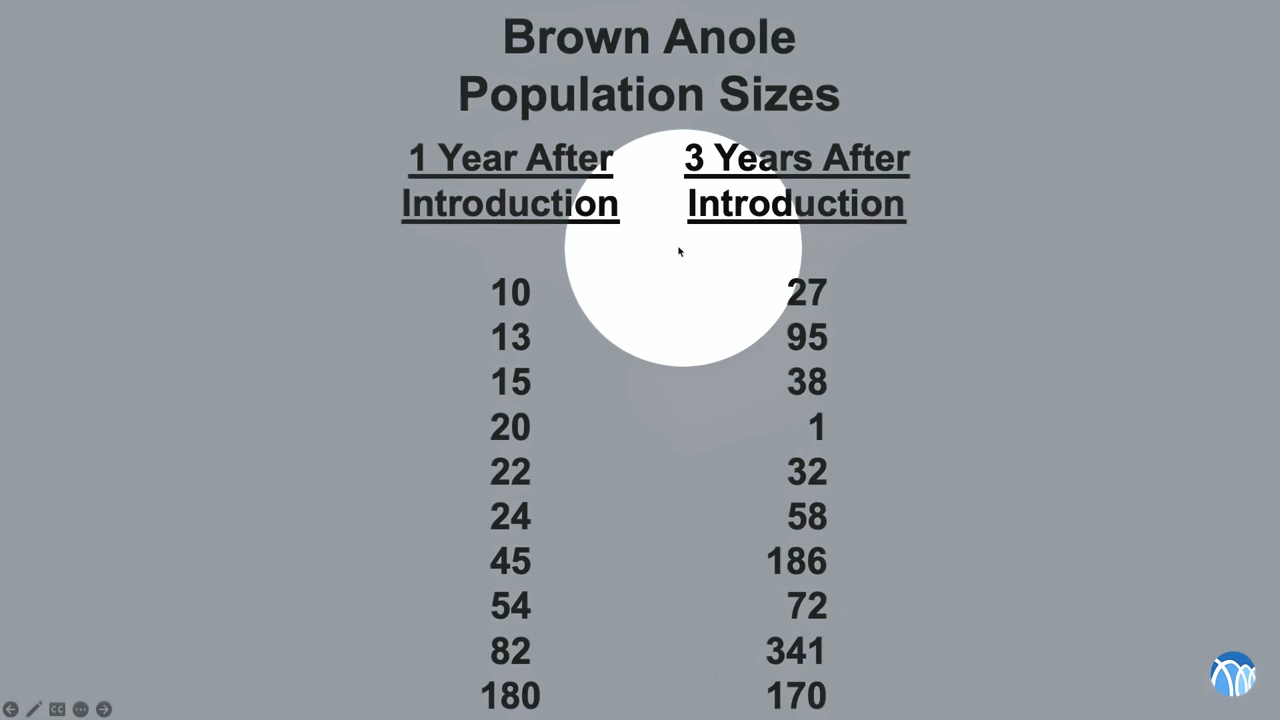 Brown Anole
Population Sizes
1 Year After 3 Years After
Introduction Introduction
10 27
13 95
15 38
20 1
22 32
24 58
45 186
54 72
82 341
180 170
CC